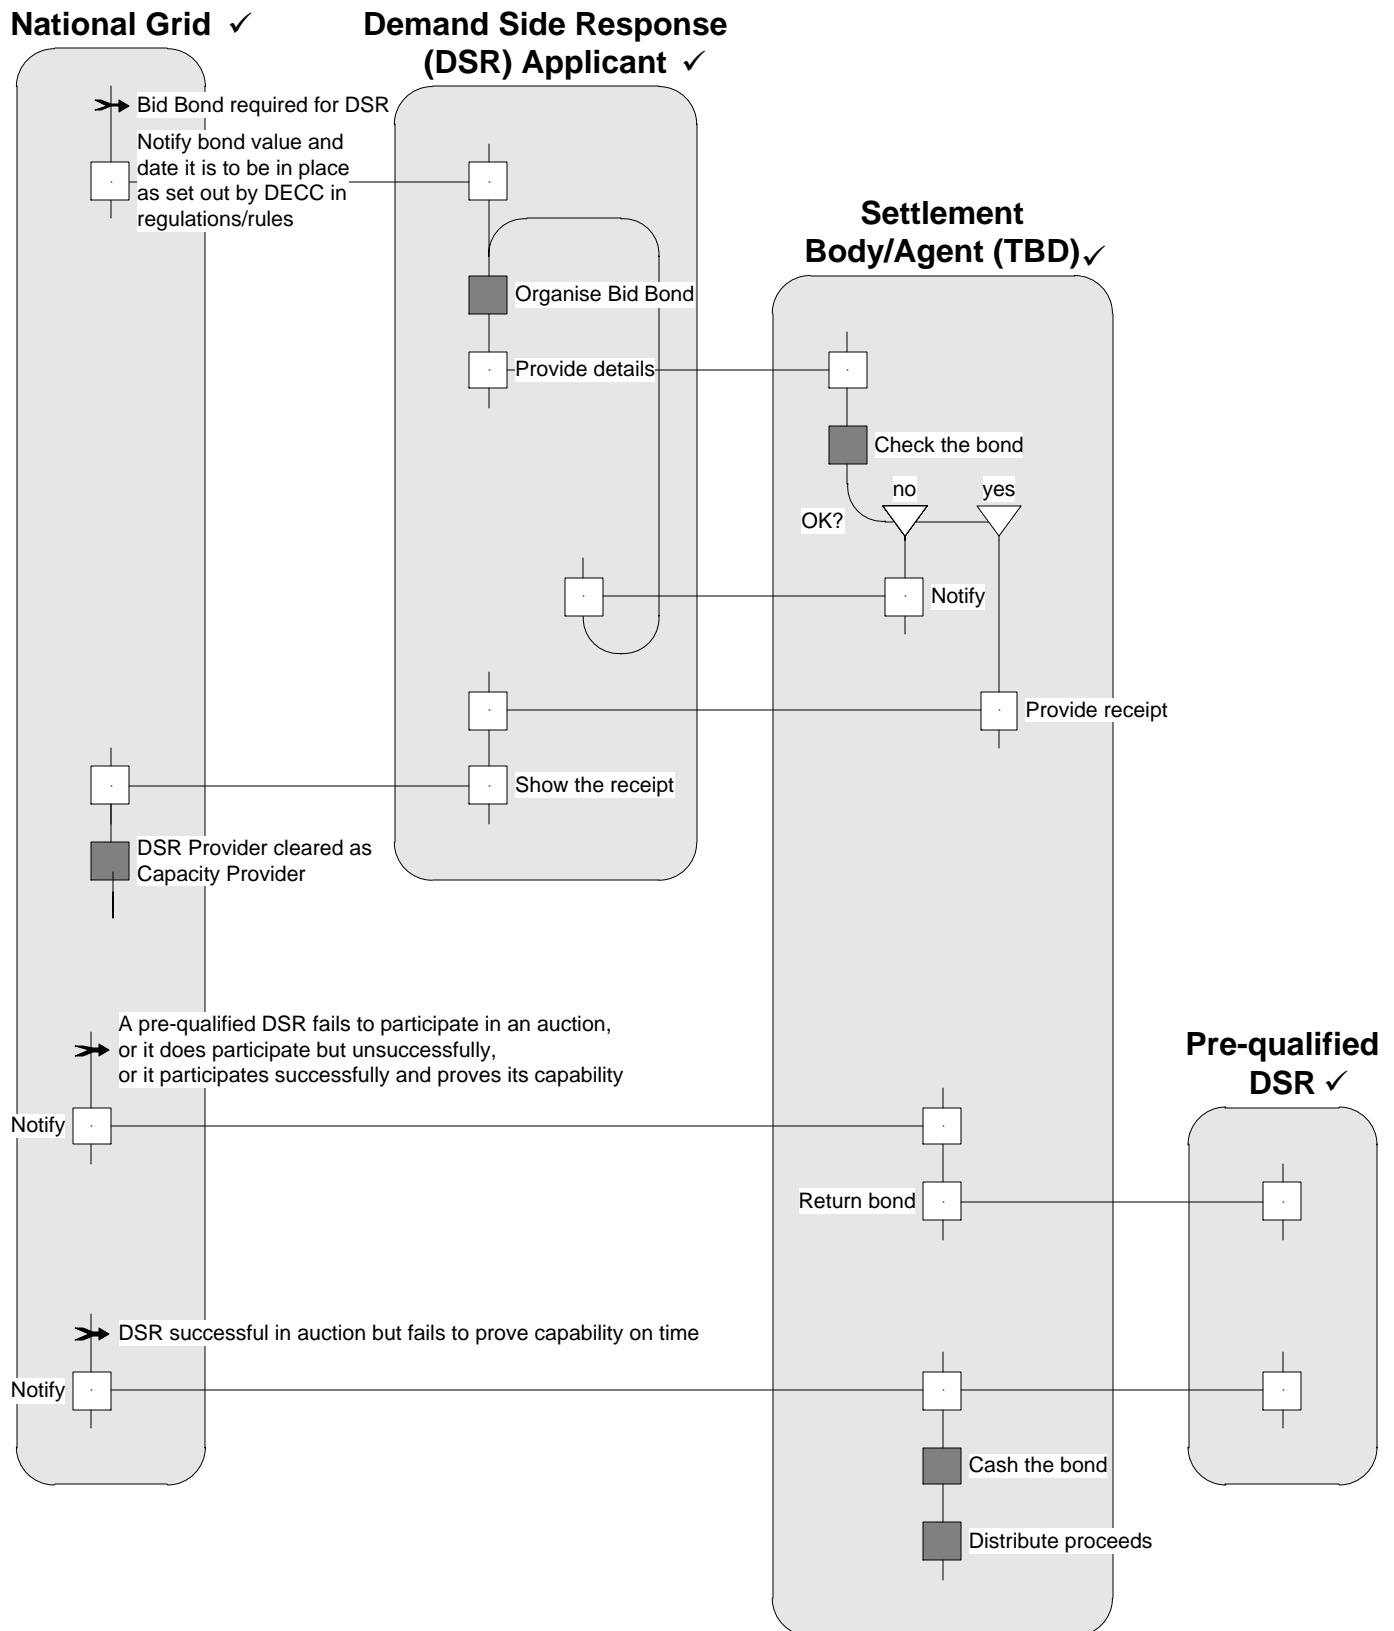 National Grid ✓
Demand Side Response
(DSR) Applicant ✓
Bid Bond required for DSR
Notify bond value and
date it is to be in place
as set out by DECC in
regulations/rules
Settlement
Body/Agent (TBD) ✓
Organise Bid Bond
Provide details
Check the bond
no
yes
OK?
Notify
Provide receipt
Show the receipt
DSR Provider cleared as
Capacity Provider
A pre-qualified DSR fails to participate in an auction,
or it does participate but unsuccessfully,
or it participates successfully and proves its capability
Pre-qualified
DSR ✓
Notify
Return bond
DSR successful in auction but fails to prove capability on time
Notify
Cash the bond
Distribute proceeds